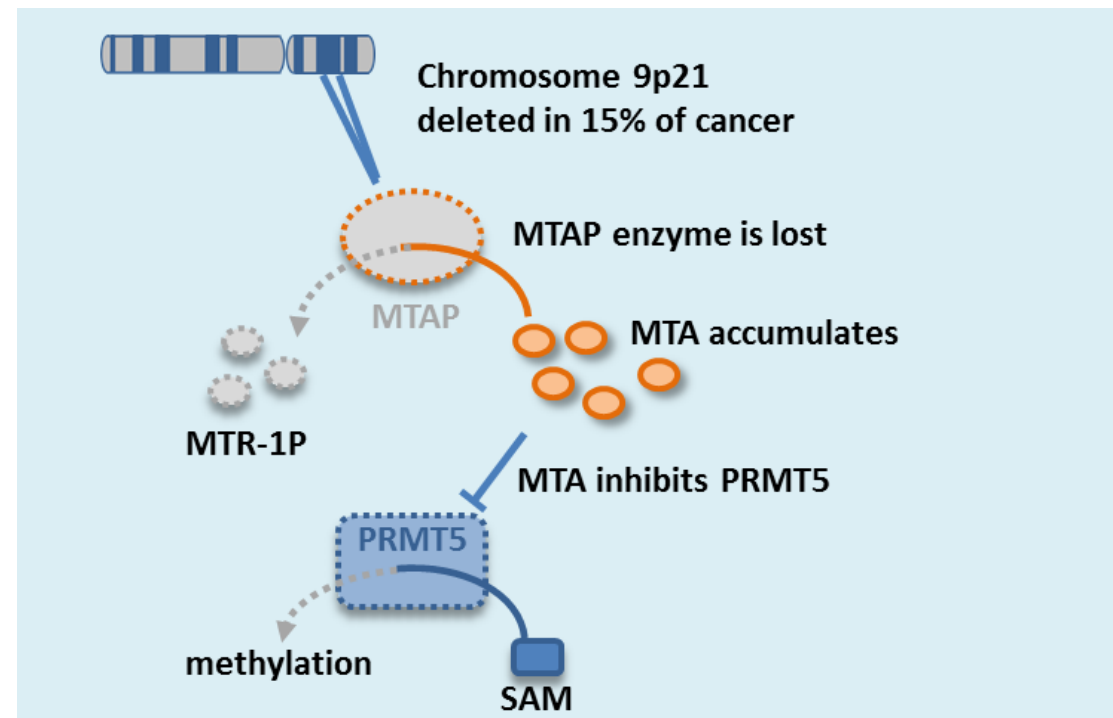 Chromosome 9p21
deleted in 15% of cancer
MTAP enzyme is lost
MTAP
MTA accumulates
MTR-1P
MTA inhibits PRMT5
PRMT5
methylation
SAM